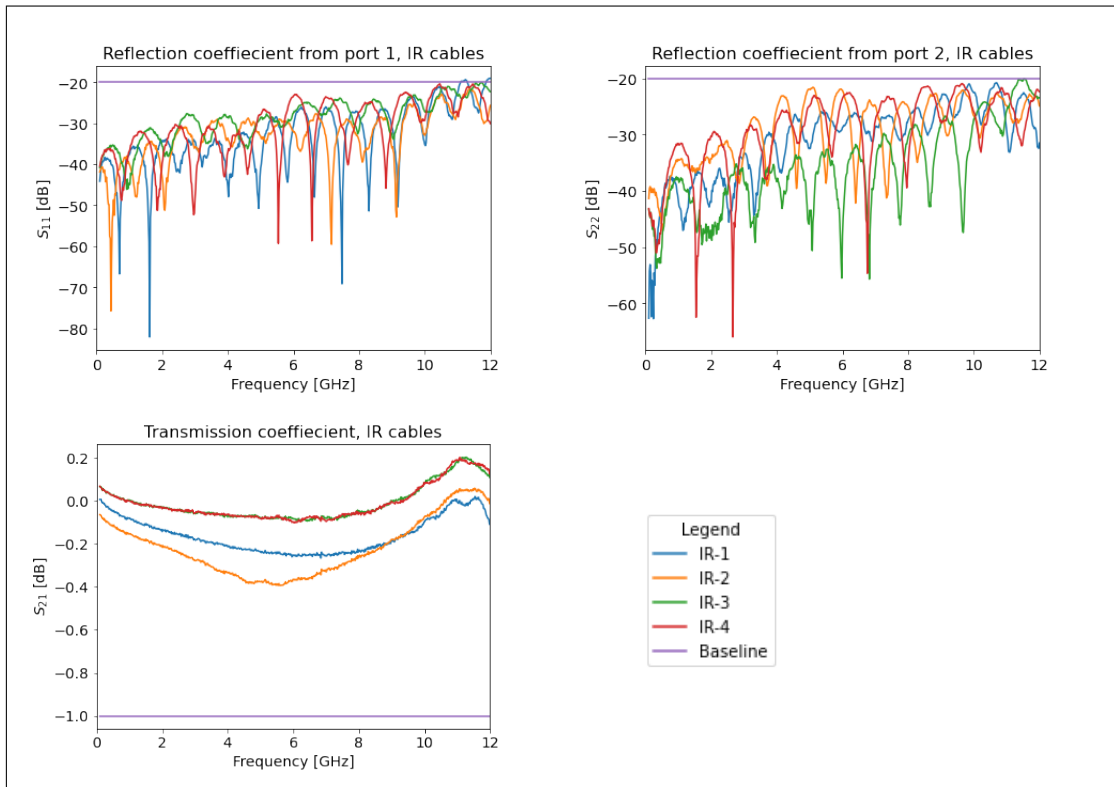 Reflection coeffiecient from port 1, IR cables
−20
−30
−40
−50
−60
−70
−80
S11 [dB]
0 2 4 6 8 10 12
Frequency [GHz]
Reflection coeffiecient from port 2, IR cables
−20
−30
−40
−50
−60
S22 [dB]
0 2 4 6 8 10 12
Frequency [GHz]
Transmission coeffiecient, IR cables
0.2
0.0
−0.2
−0.4
−0.6
−0.8
−1.0
S21 [dB]
0 2 4 6 8 10 12
Frequency [GHz]
Legend
IR-1
IR-2
IR-3
IR-4
Baseline